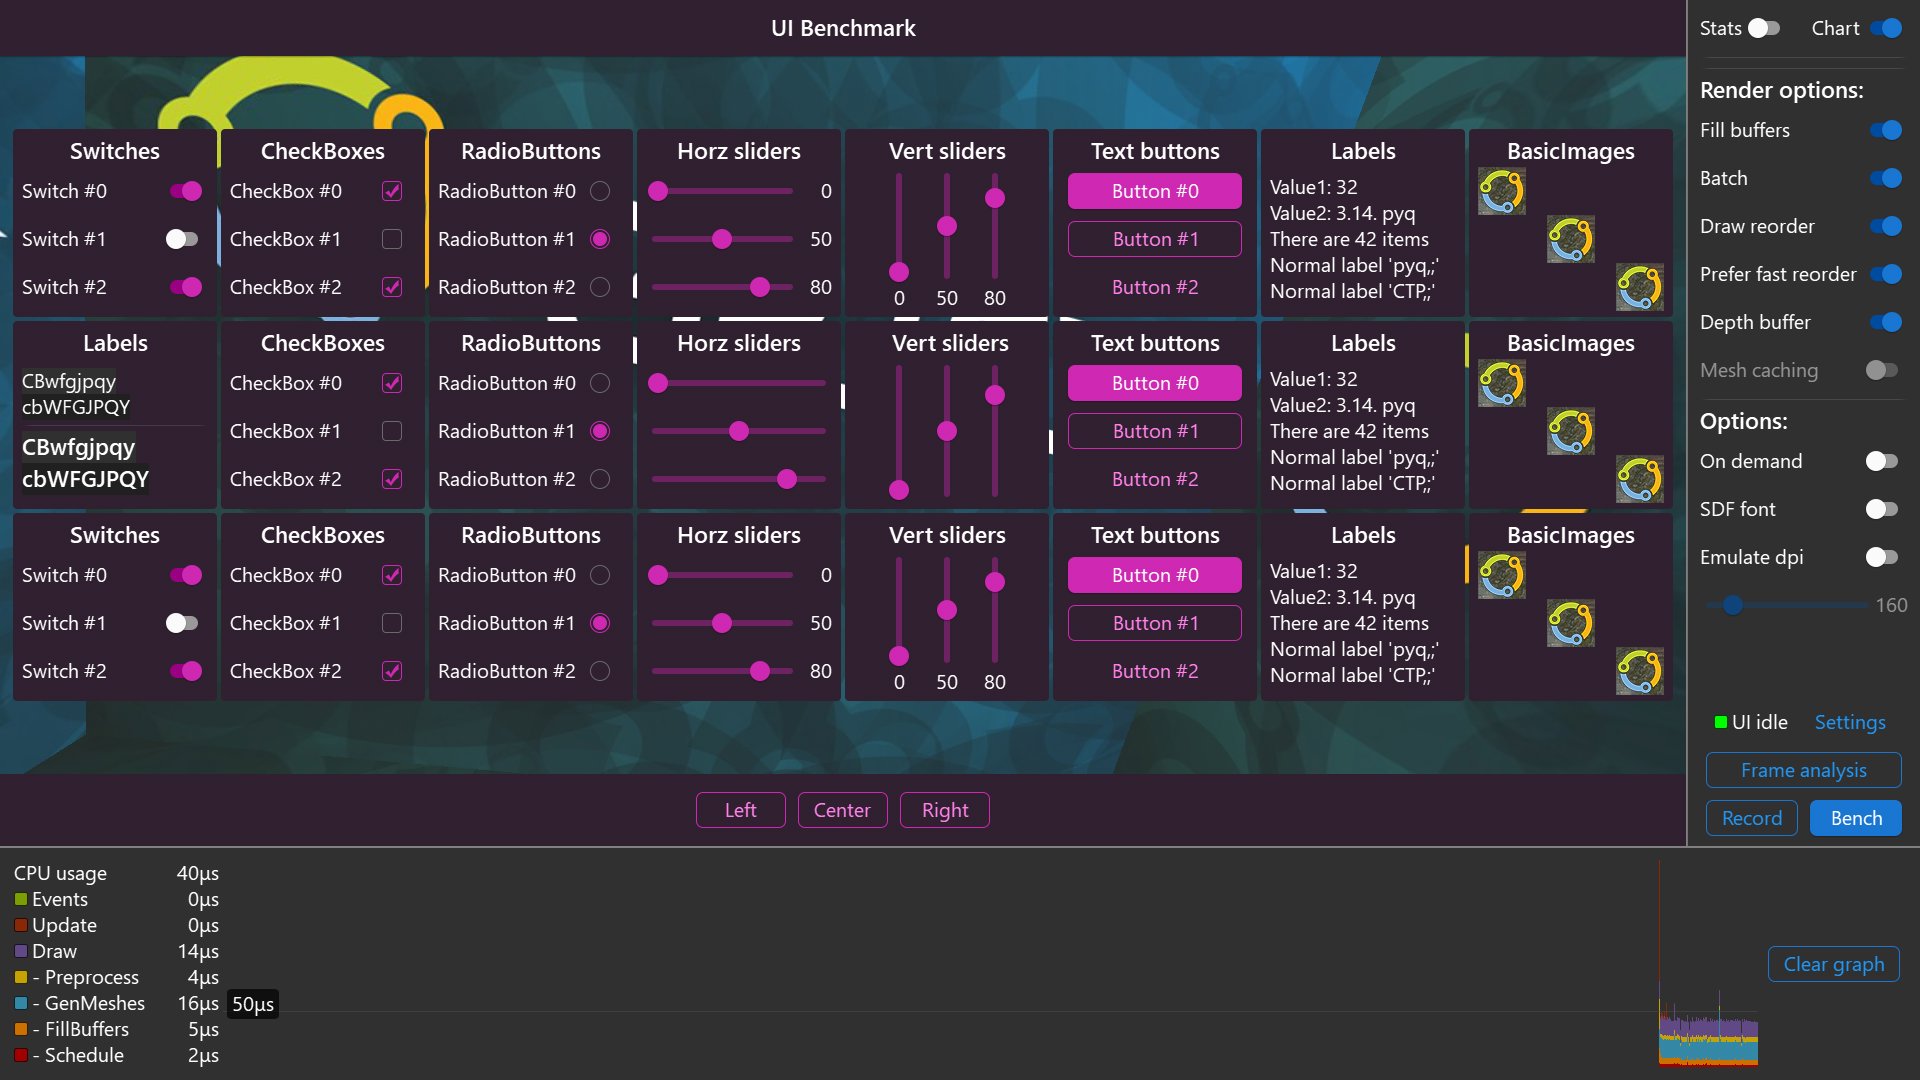 UI Benchmark
Switches
Switch #0
Switch #1
Switch #2
CheckBoxes
CheckBox #0
CheckBox #1
CheckBox #2
RadioButtons
RadioButton #0
RadioButton #1
RadioButton #2
Horz sliders
0
50
80
Vert sliders
0 50 80
Text buttons
Button #0
Button #1
Button #2
Labels
Value1: 32
Value2: 3.14. pyq
There are 42 items
Normal label 'pyq,;'
Normal label 'CTP,;'
BasicImages
Labels
CBwfgjpqy
cbWFGJPQY
CBwfgjpqy
cbWFGJPQY
CheckBoxes
CheckBox #0
CheckBox #1
CheckBox #2
RadioButtons
RadioButton #0
RadioButton #1
RadioButton #2
Horz sliders
Vert sliders
Text buttons
Button #0
Button #1
Button #2
Labels
Value1: 32
Value2: 3.14. pyq
There are 42 items
Normal label 'pyq,;'
Normal label 'CTP,;'
BasicImages
Switches
Switch #0
Switch #1
Switch #2
CheckBoxes
CheckBox #0
CheckBox #1
CheckBox #2
RadioButtons
RadioButton #0
RadioButton #1
RadioButton #2
Horz sliders
0
50
80
Vert sliders
0 50 80
Text buttons
Button #0
Button #1
Button #2
Labels
Value1: 32
Value2: 3.14. pyq
There are 42 items
Normal label 'pyq,;'
Normal label 'CTP,;'
BasicImages
Left Center Right
Stats Chart
Render options:
Fill buffers
Batch
Draw reorder
Prefer fast reorder
Depth buffer
Mesh caching
Options:
On demand
SDF font
Emulate dpi
160
UI idle Settings
Frame analysis
Record Bench
CPU usage 40µs
Events 0µs
Update 0µs
Draw 14µs
- Preprocess 4µs
- GenMeshes 16µs
- FillBuffers 5µs
- Schedule 2µs
50µs
Clear graph